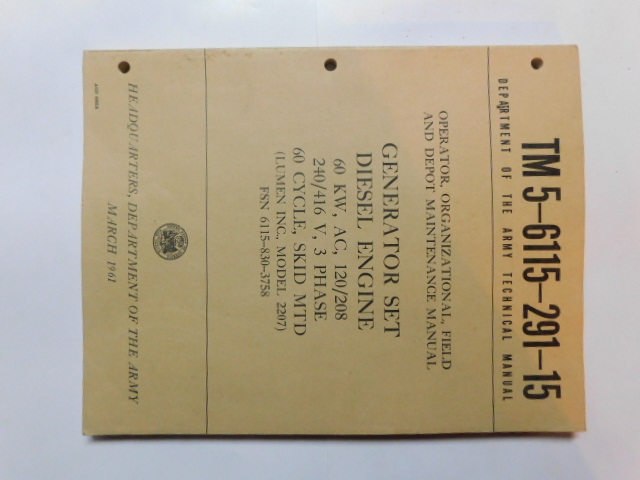 TM 5-6115-291-15
DEPARTMENT OF THE ARMY TECHNICAL MANUAL
OPERATOR, ORGANIZATIONAL, FIELD
AND DEPOT MAINTENANCE MANUAL
GENERATOR SET
DIESEL ENGINE
60 KW, AC, 120/208
240/416 V, 3 PHASE
60 CYCLE, SKID MTD
(LUMEN INC., MODEL 2207)
FSN 6115-830-3758
HEADQUARTERS, DEPARTMENT OF THE ARMY
MARCH 1961